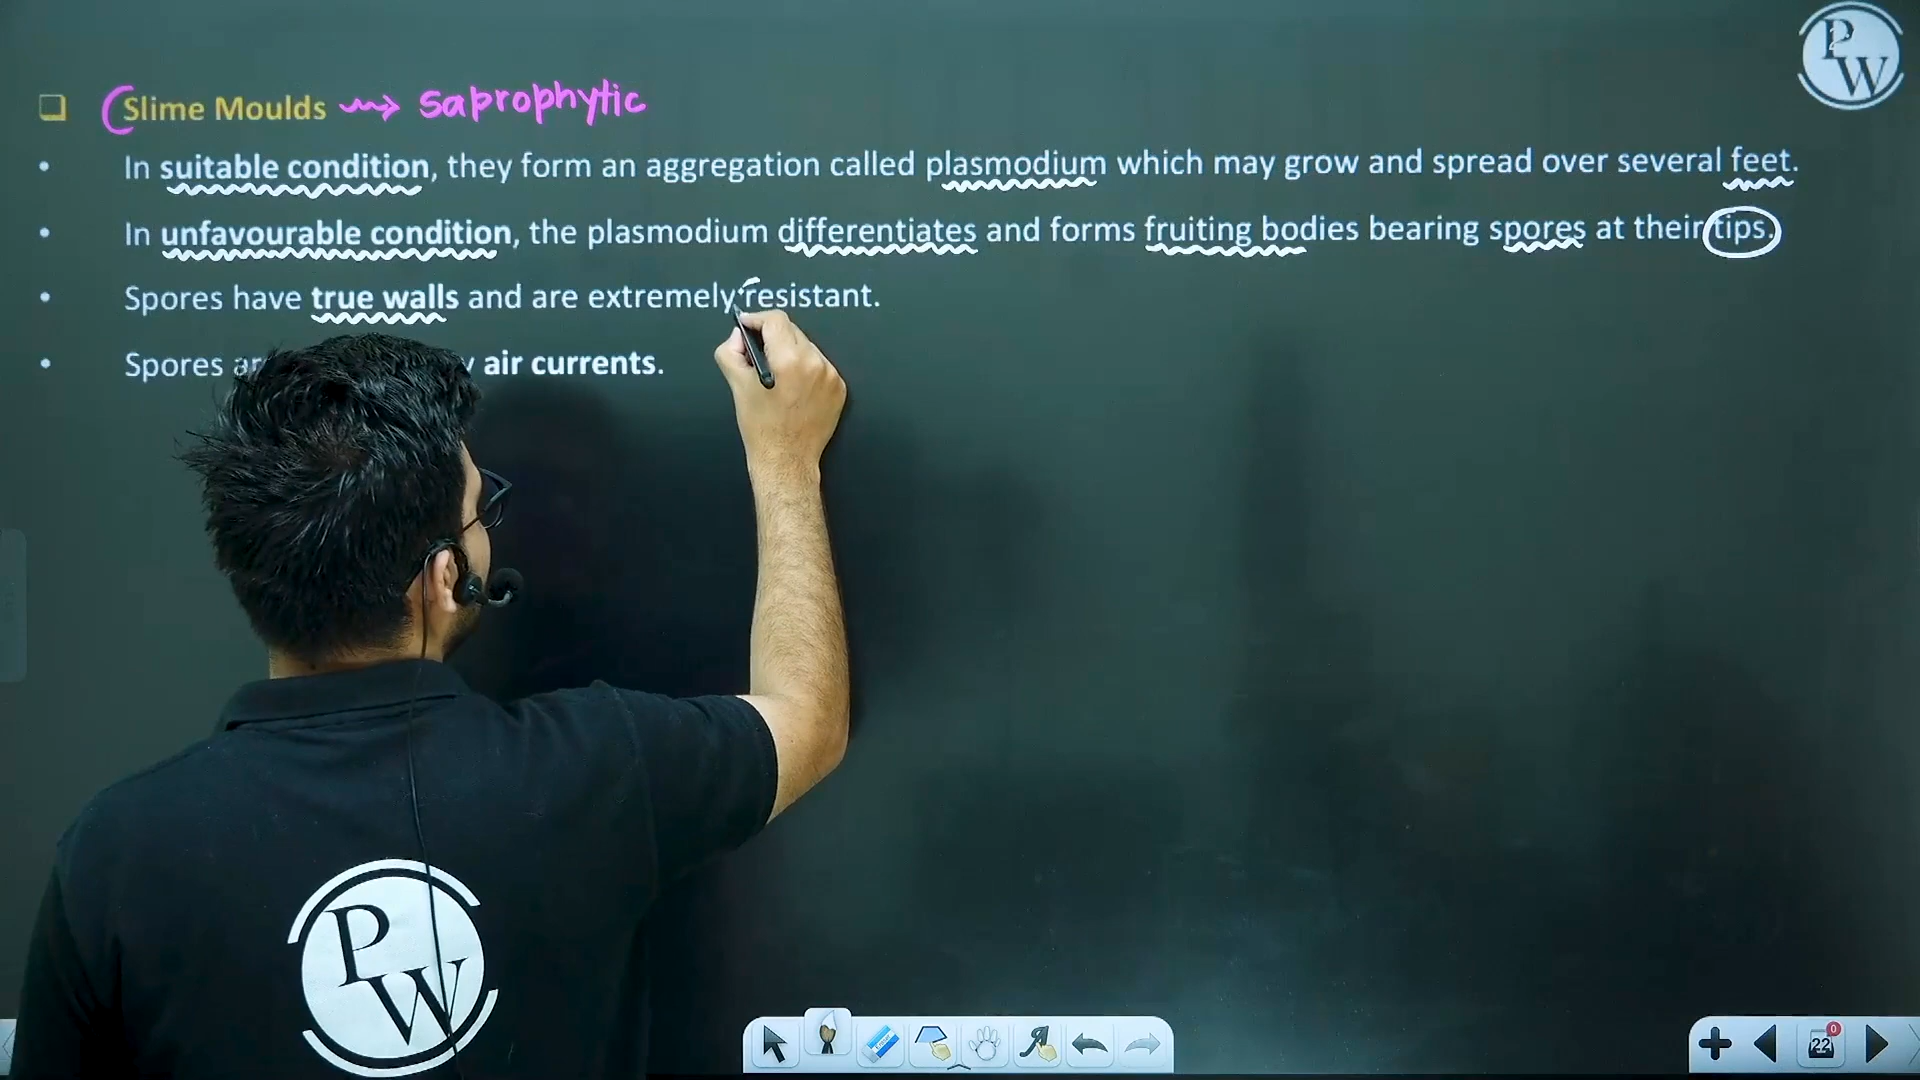 PW
Slime Moulds saprophytic
In suitable condition, they form an aggregation called plasmodium which may grow and spread over several feet.
In unfavourable condition, the plasmodium differentiates and forms fruiting bodies bearing spores at their tips.
Spores have true walls and are extremely resistant.
Spores air currents.
PW
22
0